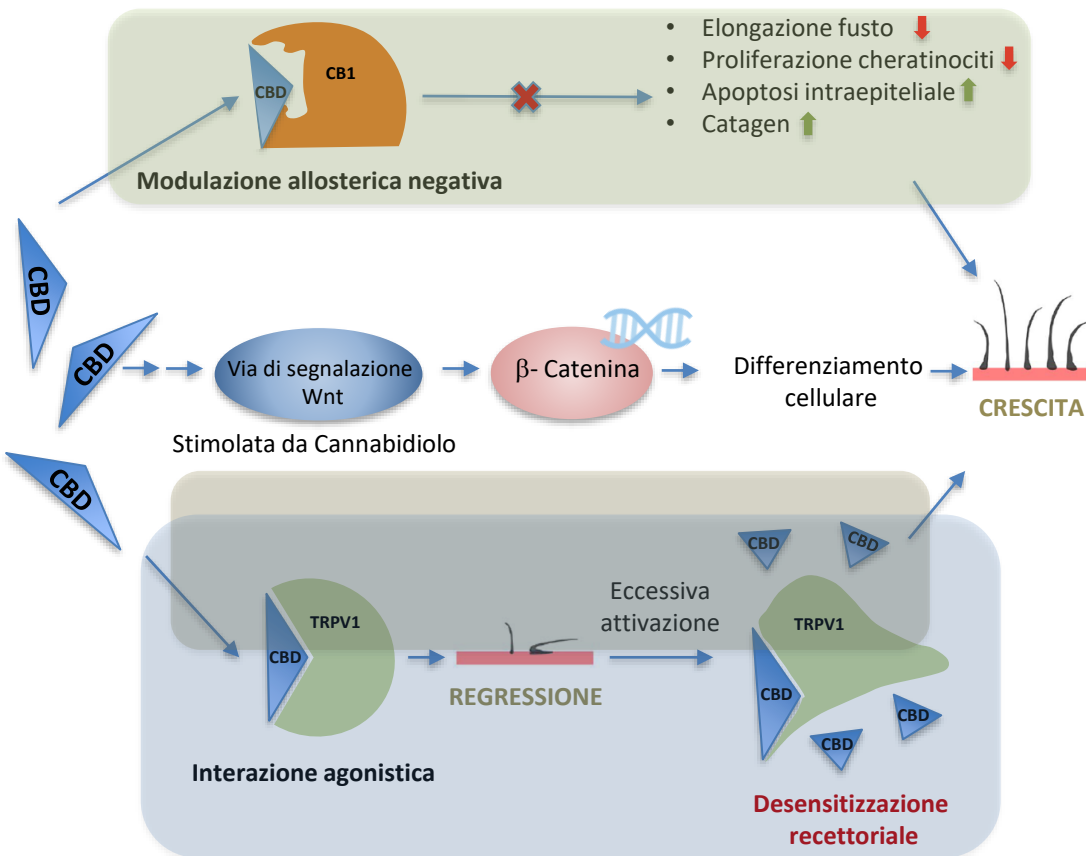 • Elongazione fusto
• Proliferazione cheratinociti
• Apoptosi intraepiteliale
• Catagen
CB1
CBD
Modulazione allosterica negativa
CBD
CBD
CBD
Via di segnalazione
Wnt
Stimolata da Cannabidiolo
β- Catenina
Differenziamento
cellulare
CRESCITA
TRPV1
CBD
Interazione agonistica
REGRESSIONE
Eccessiva
attivazione
CBD
CBD
TRPV1
CBD
CBD
CBD
Desensitizzazione
recettoriale